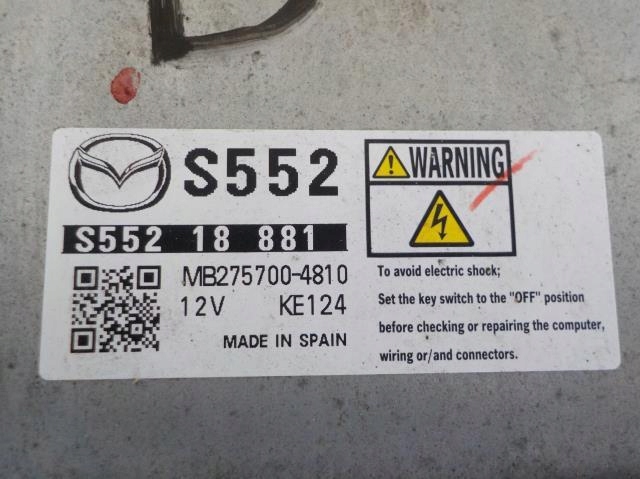 D
S552
S552 18 881
MB275700-4810
12V KE124
MADE IN SPAIN
WARNING
To avoid electric shock;
Set the key switch to the "OFF" position
before checking or repairing the computer,
wiring or/and connectors.